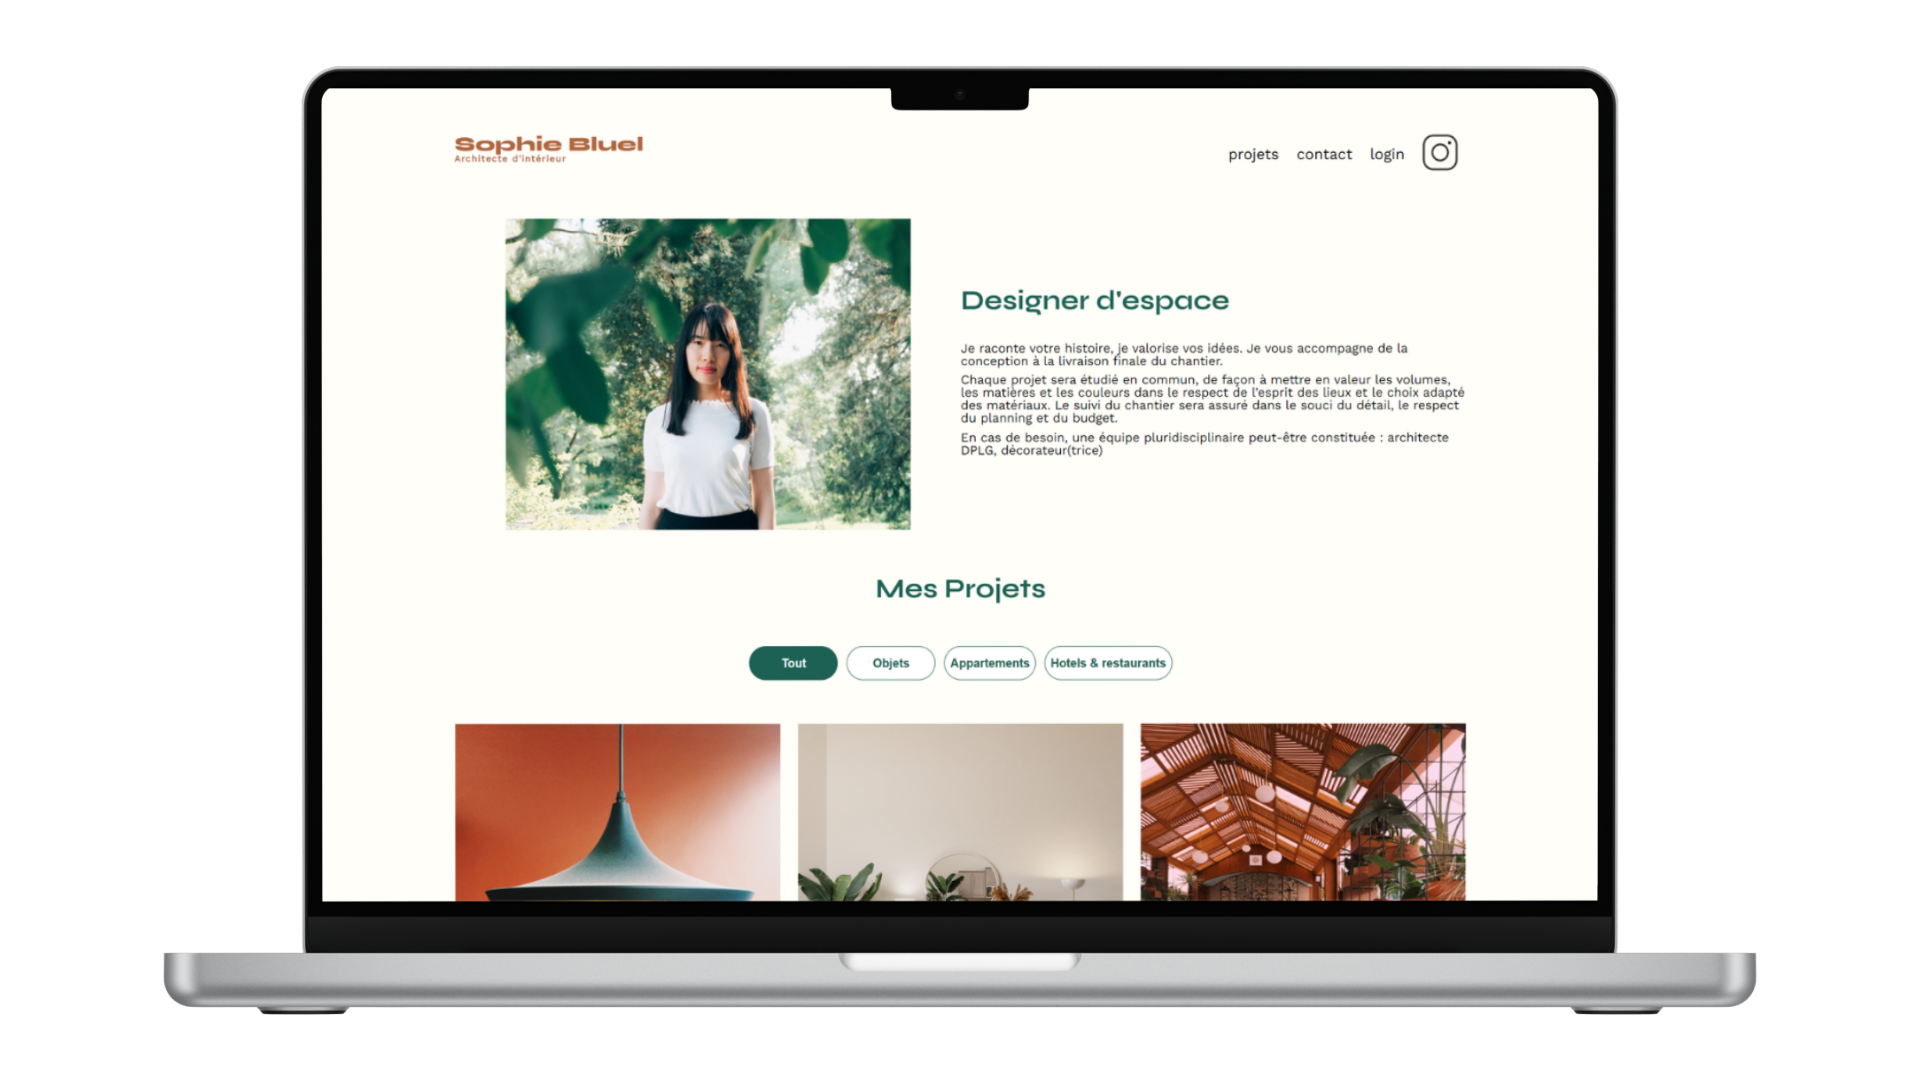 Sophie Bluel
Architecte d'intérieur
projets contact login
Designer d'espace
Je raconte votre histoire, je valorise vos idées. Je vous accompagne de la
conception à la livraison finale du chantier.
Chaque projet sera étudié en commun, de façon à mettre en valeur les volumes,
les matières et les couleurs dans le respect de l'esprit des lieux et le choix adapté
des matériaux. Le suivi du chantier sera assuré dans le souci du détail, le respect
du planning et du budget.
En cas de besoin, une équipe pluridisciplinaire peut-être constituée : architecte
DPLG, décorateur(trice)
Mes Projets
Tout Objets Appartements Hotels & restaurants